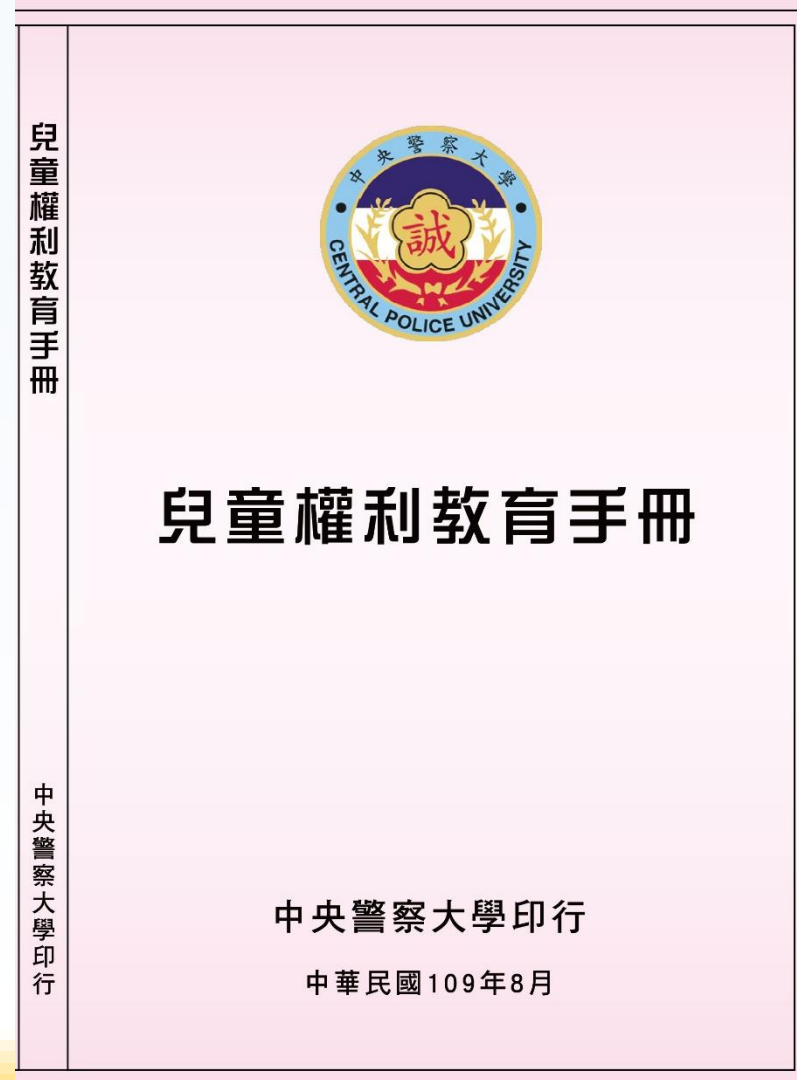 兒童權利教育手冊
中央警察大學印行
中央警察大學
誠
CENTRAL POLICE UNIVERSITY
兒童權利教育手冊
中央警察大學印行
中華民國109年8月